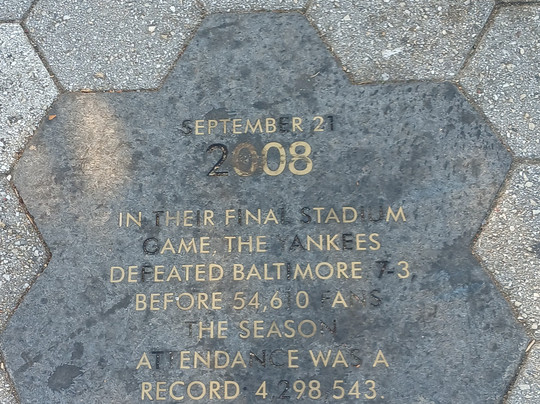 SEPTEMBER 21
2008
IN THEIR FINAL STADIUM
GAME, THE YANKEES
DEFEATED BALTIMORE 7-3
BEFORE 54,610 FANS
THE SEASON
ATTENDANCE WAS A
RECORD 4,298,543.